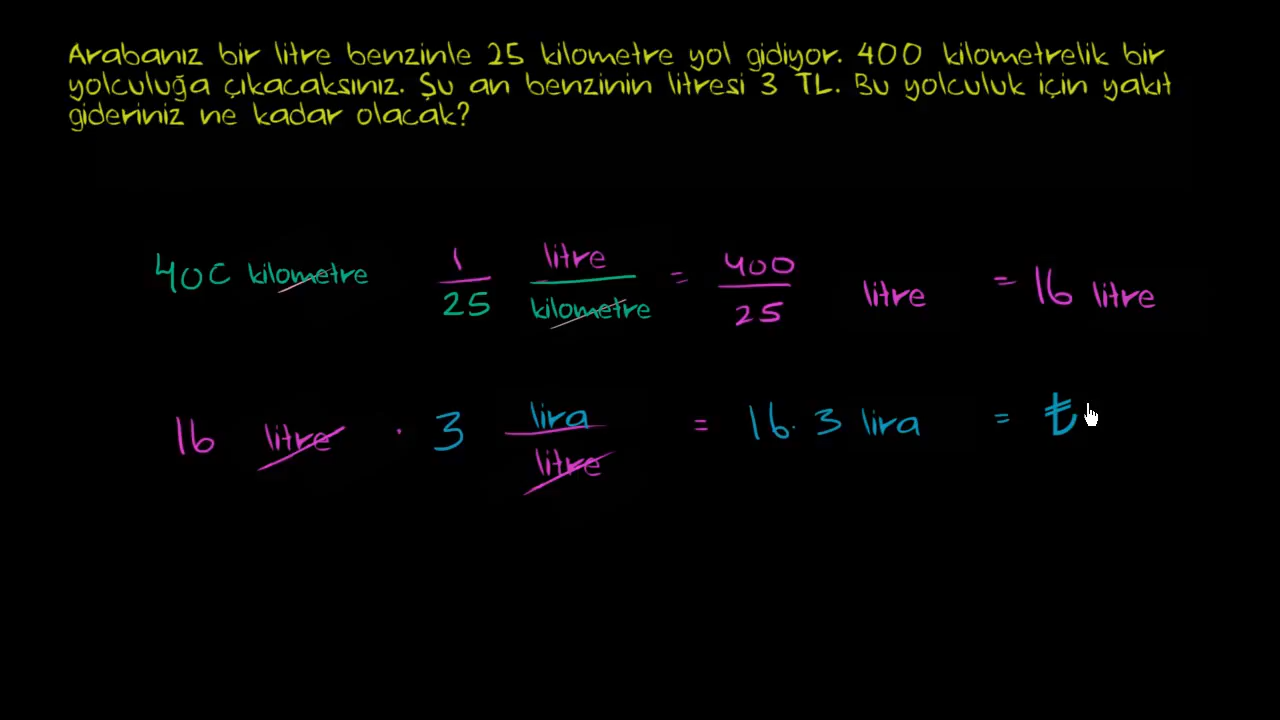 Arabanız bir litre benzinle 25 kilometre yol gidiyor. 400 kilometrelik bir
yolculuğa çıkacaksınız. Şu an benzinin litresi 3 TL. Bu yolculuk için yakıt
gideriniz ne kadar olacak?
400 kilometre 1/25 litre/kilometre = 400/25 litre = 16 litre
16 litre · 3 lira/litre = 16 · 3 lira = ₺